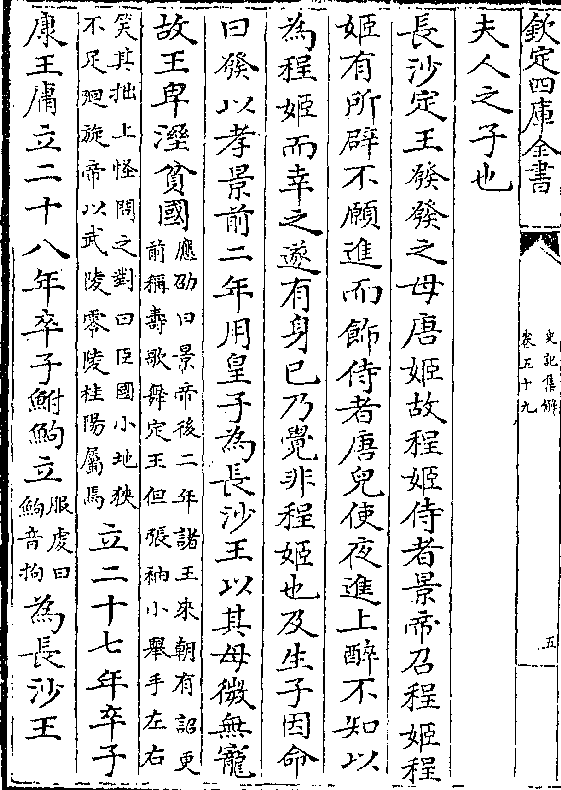 欽定四庫全書
史記集解
卷五十九
五
夫人之子也
長沙定王發發之母唐姬故程姬侍者景帝召程姬程
姬有所辟不願進而飾侍者唐兒使夜進上醉不知以
為程姬而幸之遂有身已乃覺非程姬也及生子因命
曰發以孝景前二年用皇子為長沙王以其母微無寵
故王卑溼貧國應劭曰景帝後二年諸王來朝有詔更前稱壽歌舞定王但張袖小舉手左右
笑其拙上怪問之對曰臣國小地狹不足廻旋帝以武陵零陵桂陽屬焉立二十七年卒子
康王庸立二十八年卒子鮒鮈立服虔曰鮈音拘為長沙王